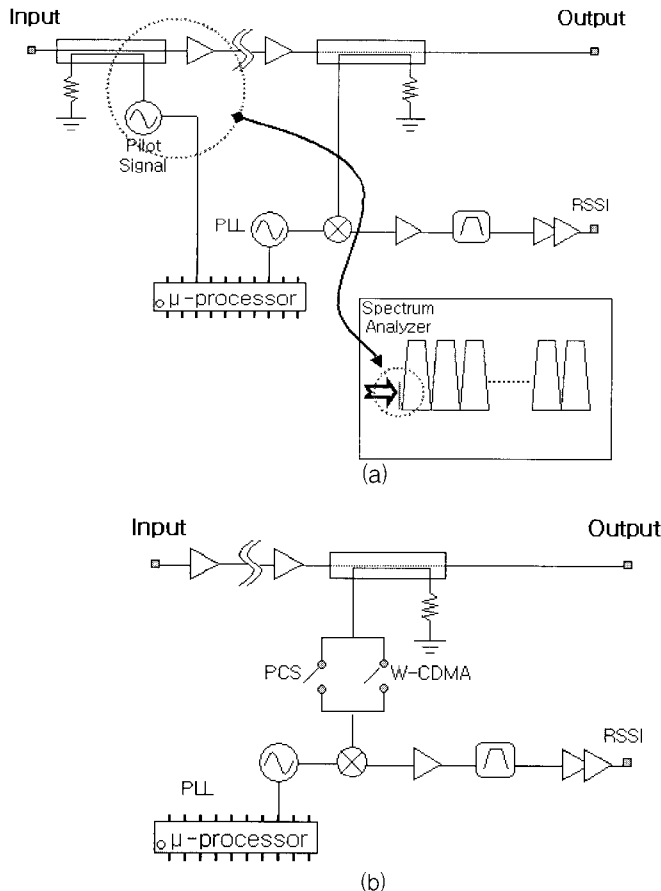 Input
Output
Pilot
Signal
PLL
RSSI
μ-processor
Spectrum
Analyzer
(a)
Input
Output
PCS
W-CDMA
RSSI
PLL
μ-processor
(b)